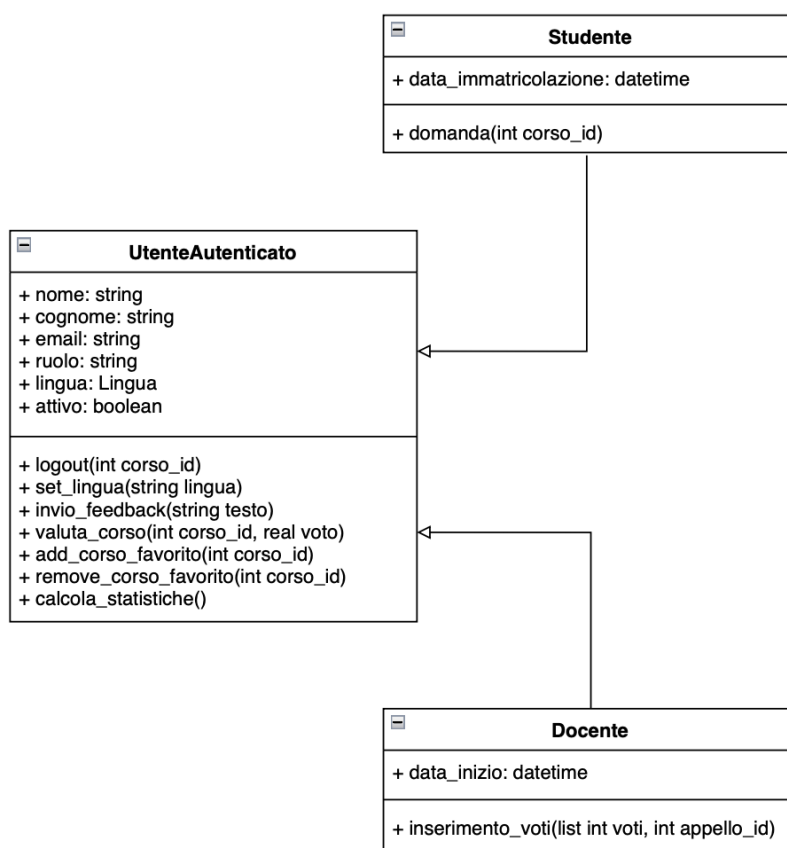 Studente
+ data_immatricolazione: datetime
+ domanda(int corso_id)
UtenteAutenticato
+ nome: string
+ cognome: string
+ email: string
+ ruolo: string
+ lingua: Lingua
+ attivo: boolean
+ logout(int corso_id)
+ set_lingua(string lingua)
+ invio_feedback(string testo)
+ valuta_corso(int corso_id, real voto)
+ add_corso_favorito(int corso_id)
+ remove_corso_favorito(int corso_id)
+ calcola_statistiche()
Docente
+ data_inizio: datetime
+ inserimento_voti(list int voti, int appello_id)